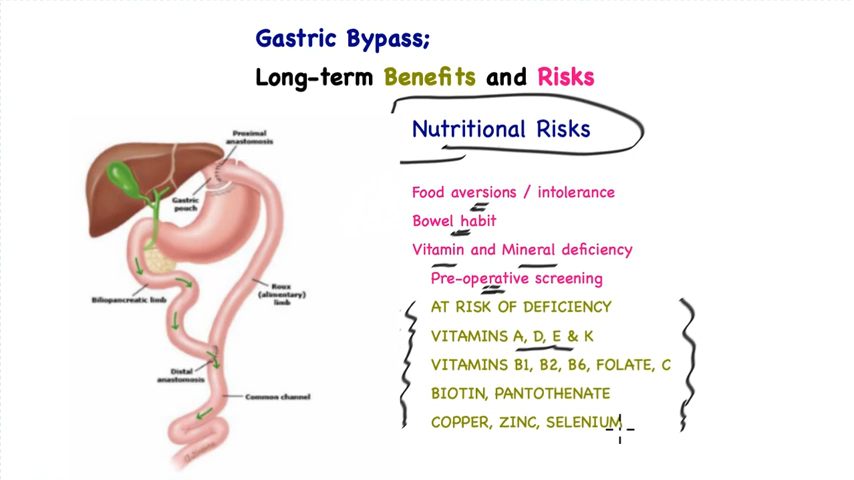 Gastric Bypass;
Long-term Benefits and Risks
Nutritional Risks
Food aversions / intolerance
Bowel habit
Vitamin and Mineral deficiency
Pre-operative screening
AT RISK OF DEFICIENCY
VITAMINS A, D, E & K
VITAMINS B1, B2, B6, FOLATE, C
BIOTIN, PANTOTHENATE
COPPER, ZINC, SELENIUM
Proximal
anastomosis
Gastric
pouch
Biliopancreatic limb
Roux
(alimentary)
limb
Distal
anastomosis
Common channel